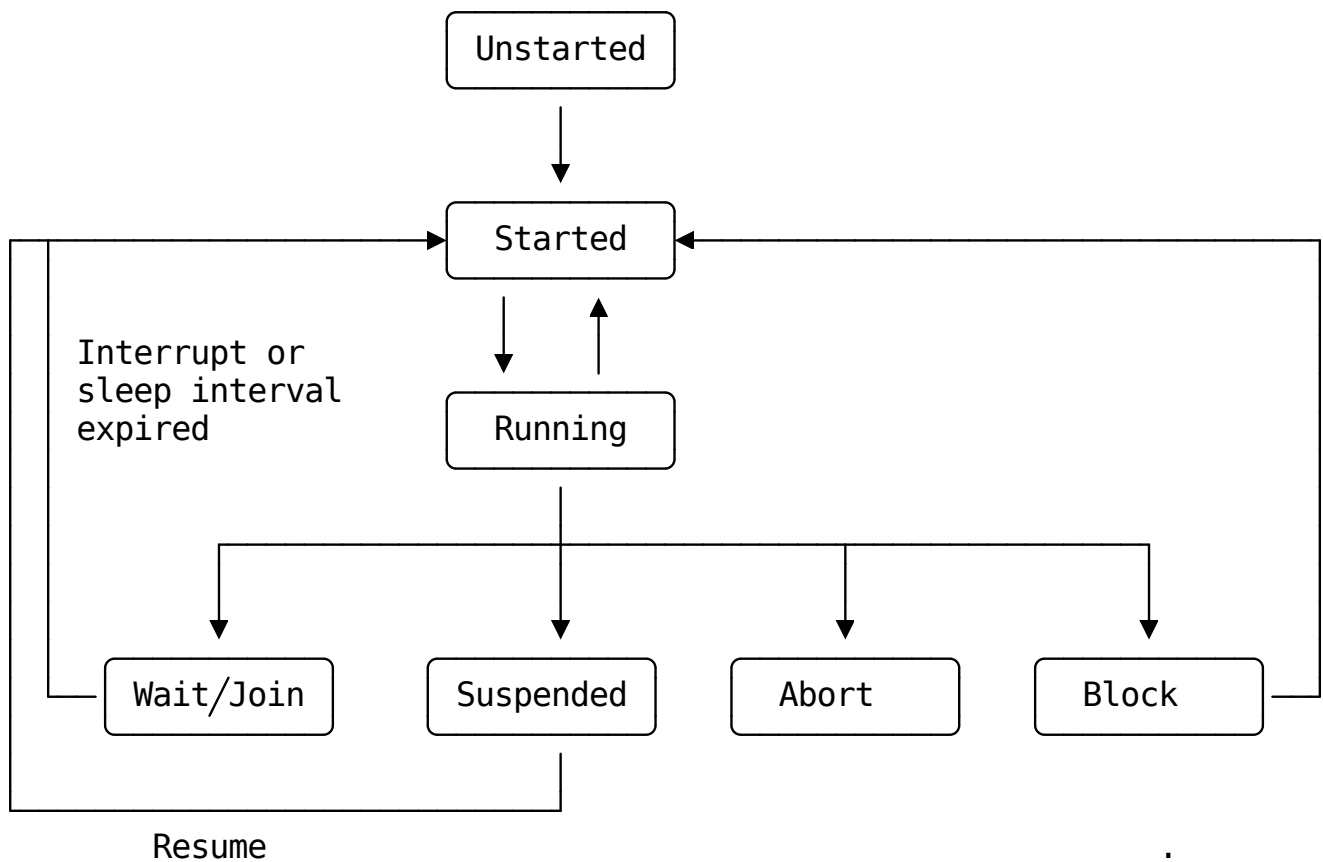 Unstarted
Started
Interrupt or
sleep interval
expired
Running
Wait/Join
Suspended
Abort
Block
Resume
.